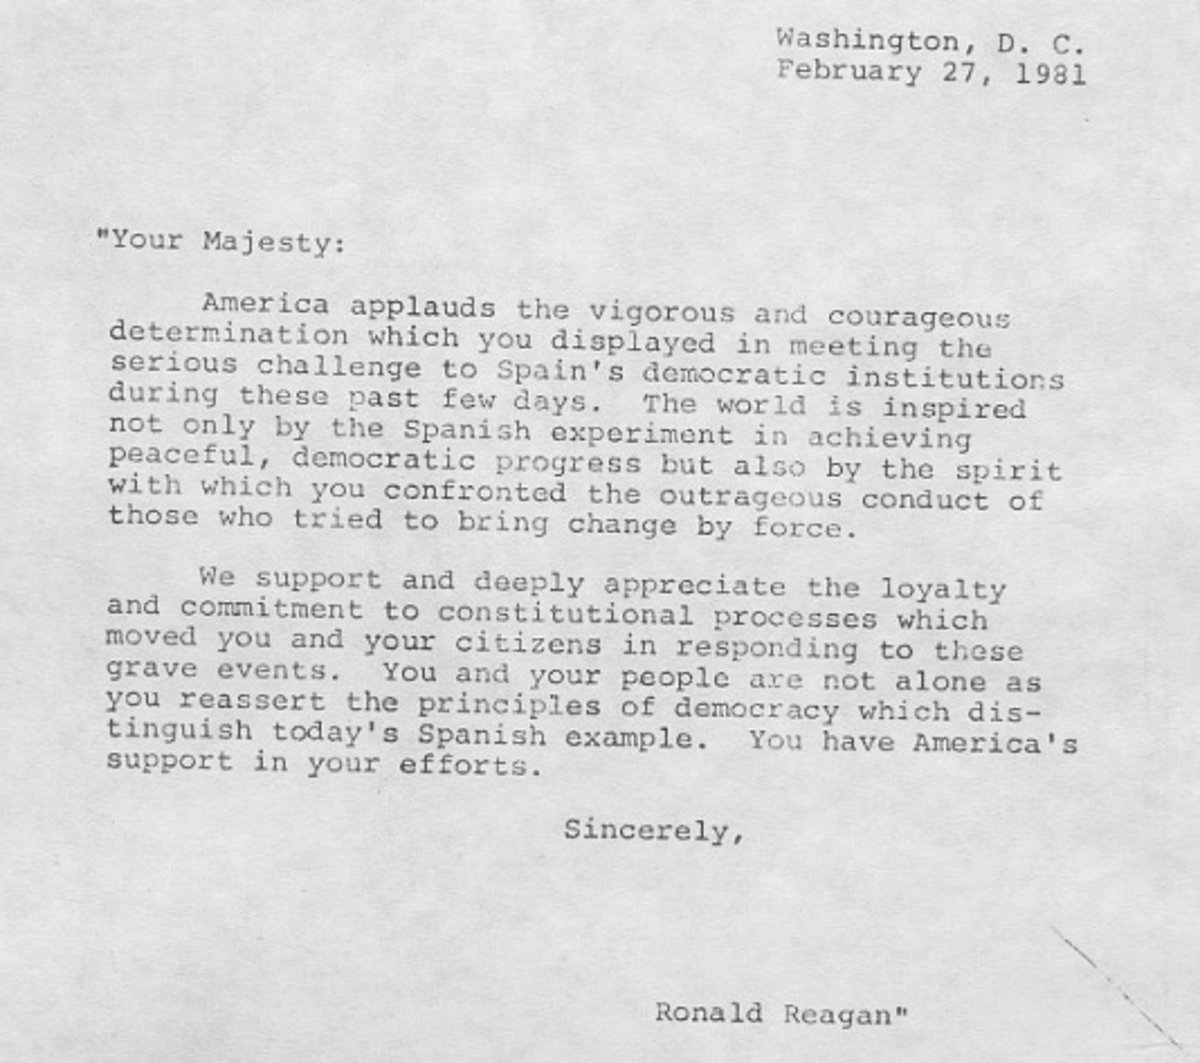 Washington, D. C.
February 27, 1981
"Your Majesty:
America applauds the vigorous and courageous
determination which you displayed in meeting the
serious challenge to Spain's democratic institutions
during these past few days. The world is inspired
not only by the Spanish experiment in achieving
peaceful, democratic progress but also by the spirit
with which you confronted the outrageous conduct of
those who tried to bring change by force.
We support and deeply appreciate the loyalty
and commitment to constitutional processes which
moved you and your citizens in responding to these
grave events. You and your people are not alone as
you reassert the principles of democracy which dis-
tinguish today's Spanish example. You have America's
support in your efforts.
Sincerely,
Ronald Reagan"